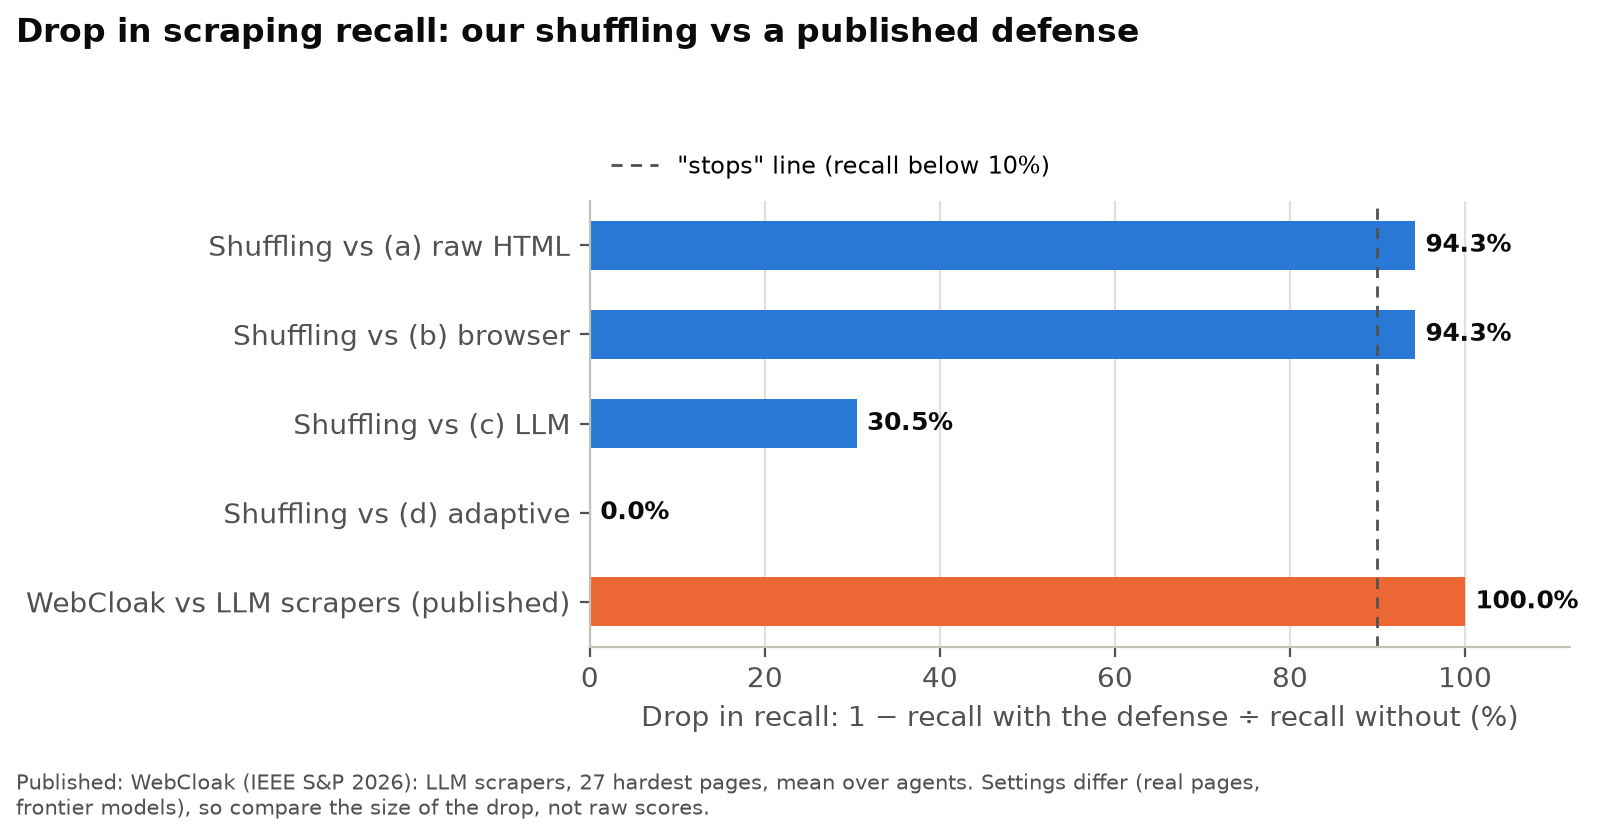 Drop in scraping recall: our shuffling vs a published defense
"stops" line (recall below 10%)
Shuffling vs (a) raw HTML
94.3%
Shuffling vs (b) browser
94.3%
Shuffling vs (c) LLM
30.5%
Shuffling vs (d) adaptive
0.0%
WebCloak vs LLM scrapers (published)
100.0%
0 20 40 60 80 100
Drop in recall: 1 − recall with the defense ÷ recall without (%)
Published: WebCloak (IEEE S&P 2026): LLM scrapers, 27 hardest pages, mean over agents. Settings differ (real pages,
frontier models), so compare the size of the drop, not raw scores.